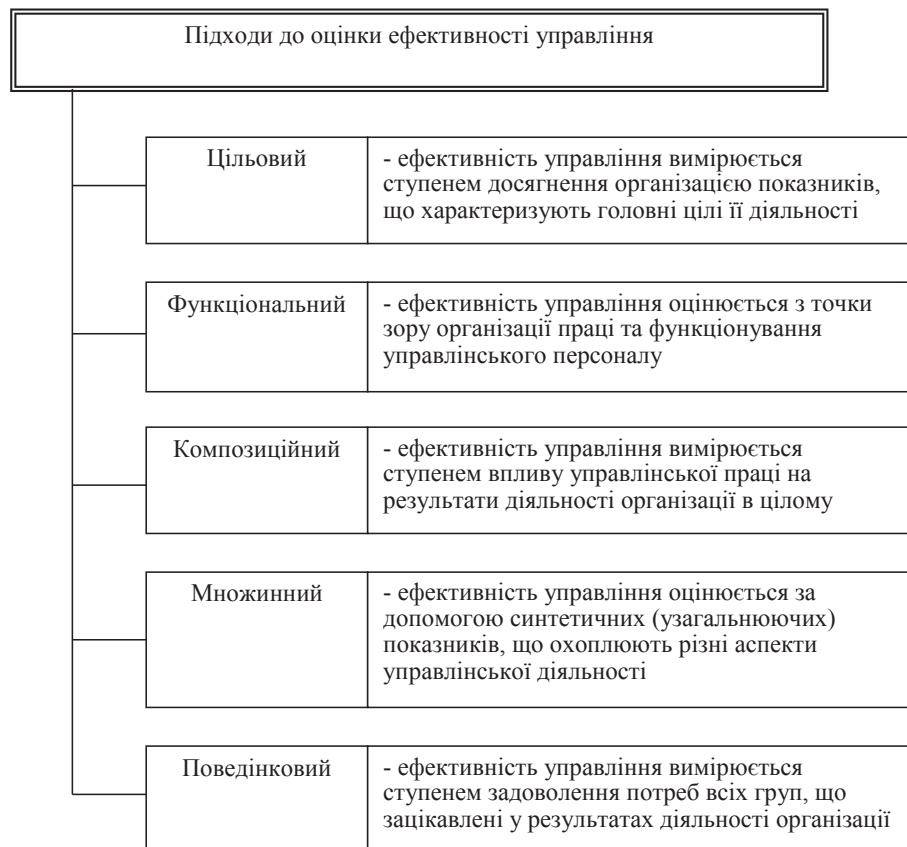 Підходи до оцінки ефективності управління
Цільовий
- ефективність управління вимірюється
ступенем досягнення організацією показників,
що характеризують головні цілі її діяльності
Функціональний
- ефективність управління оцінюється з точки
зору організації праці та функціонування
управлінського персоналу
Композиційний
- ефективність управління вимірюється
ступенем впливу управлінської праці на
результати діяльності організації в цілому
Множинний
- ефективність управління оцінюється за
допомогою синтетичних (узагальнюючих)
показників, що охоплюють різні аспекти
управлінської діяльності
Поведінковий
- ефективність управління вимірюється
ступенем задоволення потреб всіх груп, що
зацікавлені у результатах діяльності організації